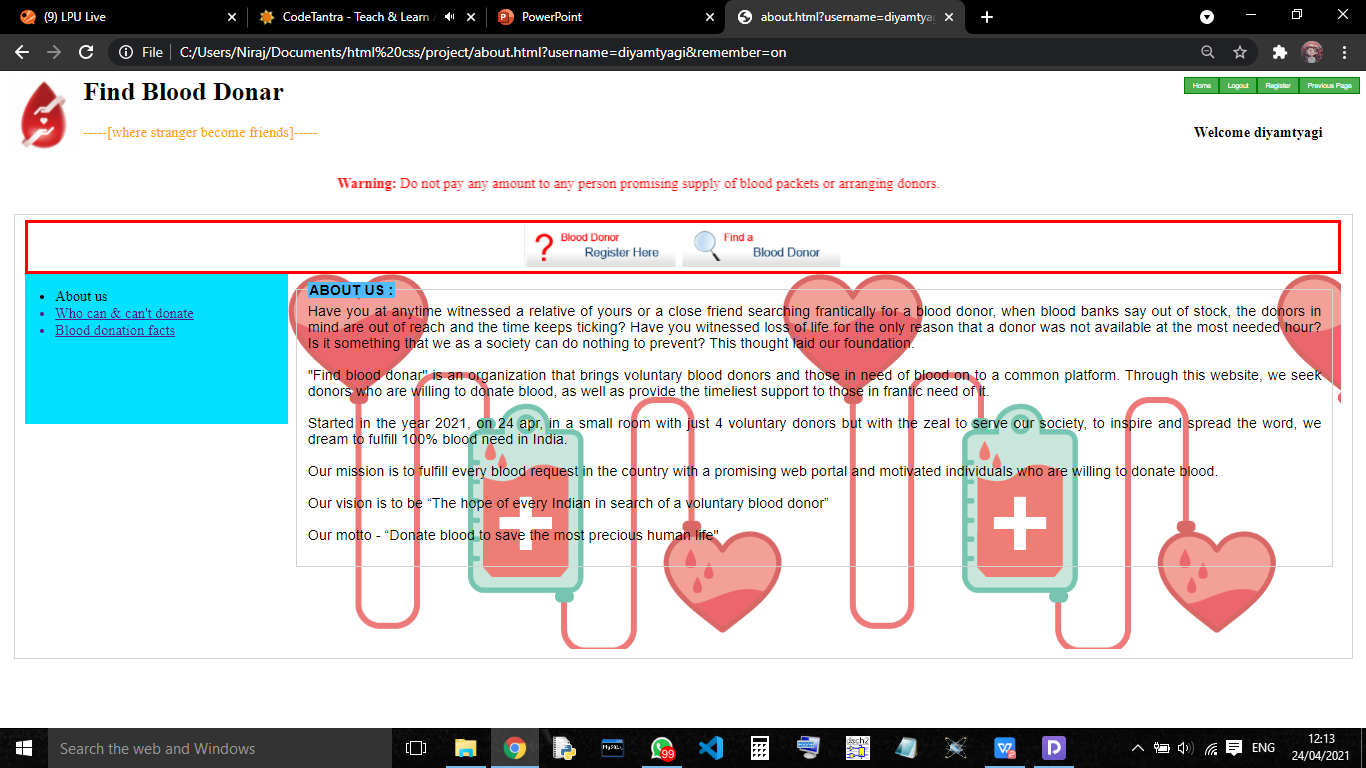 (9) LPU Live
CodeTantra - Teach & Learn
PowerPoint
about.html?username=diyamtyag
File
C:/Users/Niraj/Documents/html%20css/project/about.html?username=diyamtyagi&remember=on
Find Blood Donar
Home Logout Register Previous Page
-----[where stranger become friends]-----
Welcome diyamtyagi
Warning: Do not pay any amount to any person promising supply of blood packets or arranging donors.
Blood Donor
Register Here
Find a
Blood Donor
About us
Who can & can't donate
Blood donation facts
ABOUT US :
Have you at anytime witnessed a relative of yours or a close friend searching frantically for a blood donor, when blood banks say out of stock, the donors in
mind are out of reach and the time keeps ticking? Have you witnessed loss of life for the only reason that a donor was not available at the most needed hour?
Is it something that we as a society can do nothing to prevent? This thought laid our foundation.
"Find blood donar" is an organization that brings voluntary blood donors and those in need of blood on to a common platform. Through this website, we seek
donors who are willing to donate blood, as well as provide the timeliest support to those in frantic need of it.
Started in the year 2021, on 24 apr, in a small room with just 4 voluntary donors but with the zeal to serve our society, to inspire and spread the word, we
dream to fulfill 100% blood need in India.
Our mission is to fulfill every blood request in the country with a promising web portal and motivated individuals who are willing to donate blood.
Our vision is to be “The hope of every Indian in search of a voluntary blood donor”
Our motto - “Donate blood to save the most precious human life"
Search the web and Windows
MySQL
99
dsch2
ENG
12:13
24/04/2021